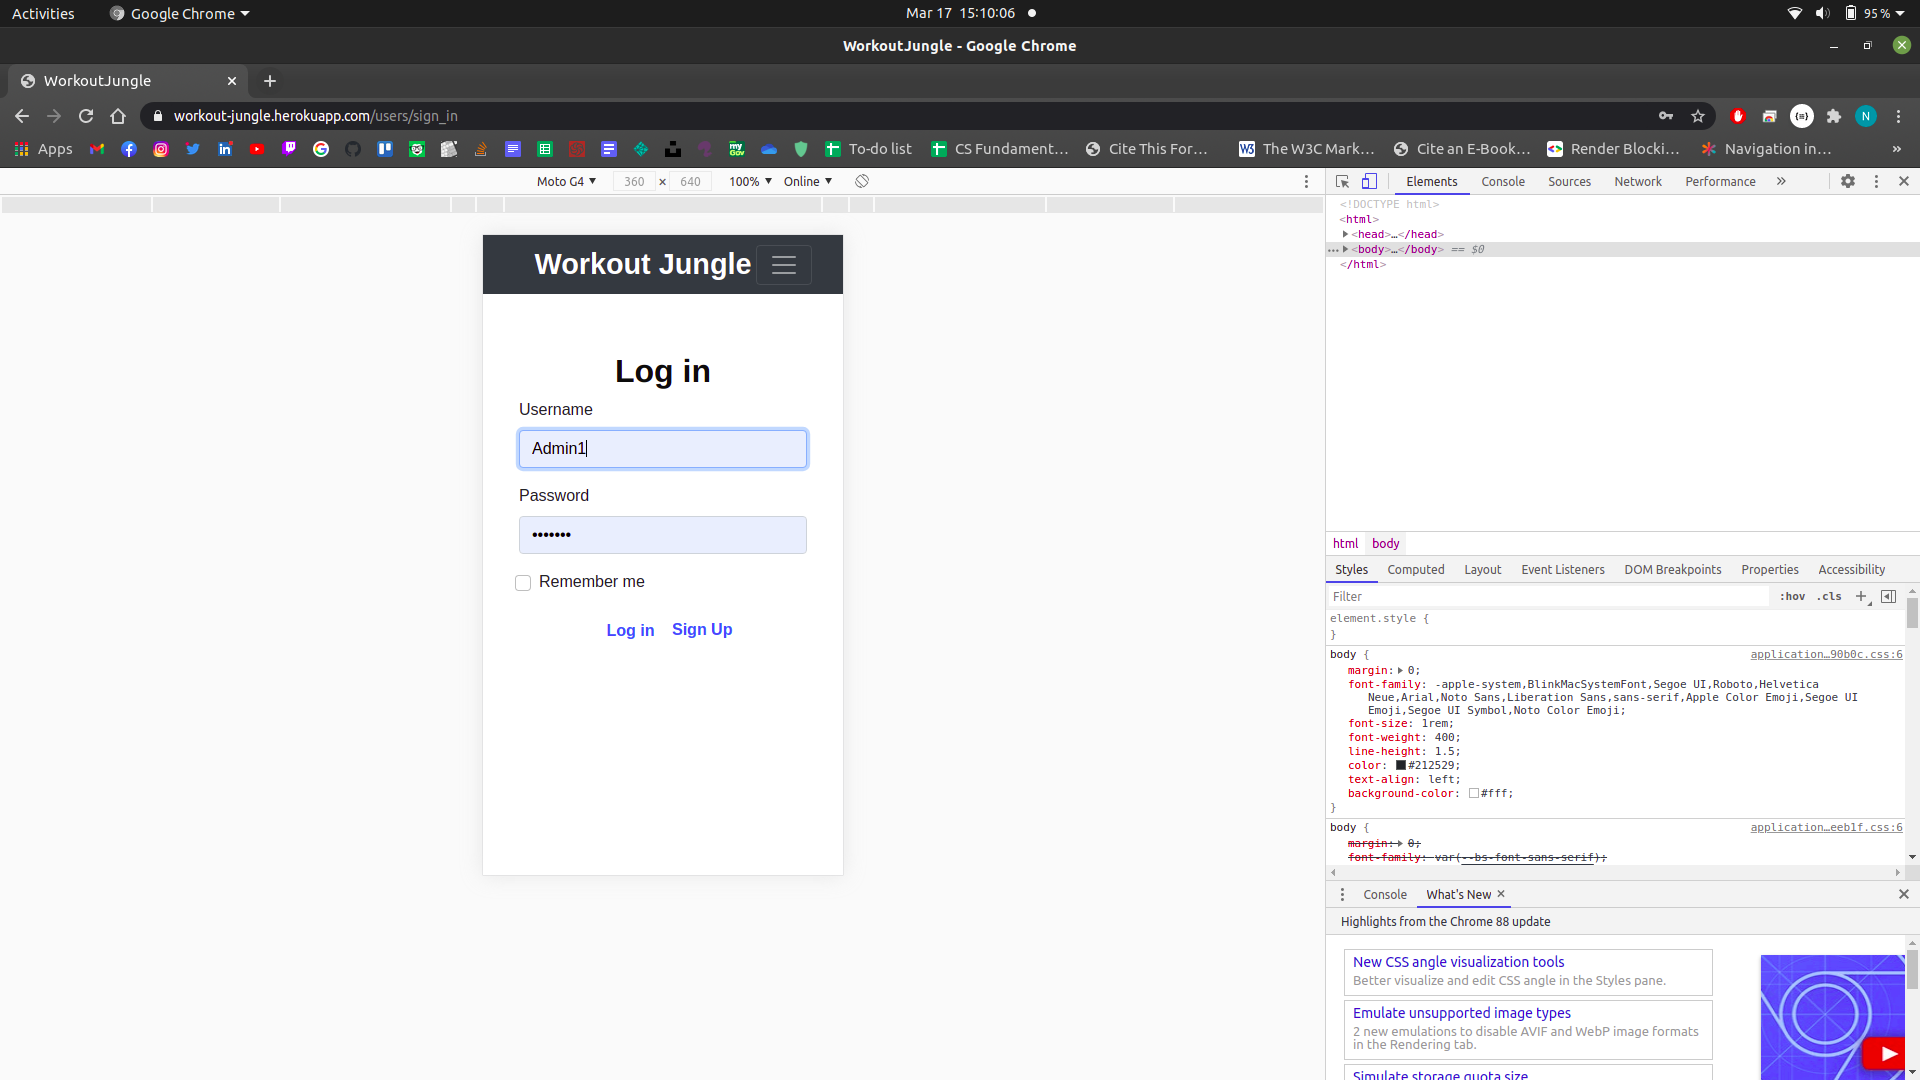 Activities
Google Chrome
Mar 17 15:10:06
95 %
WorkoutJungle - Google Chrome
WorkoutJungle
workout-jungle.herokuapp.com/users/sign_in
N
Apps
my Gov
To-do list
CS Fundament…
Cite This For…
W3 The W3C Mark…
Cite an E-Book…
Render Blocki…
Navigation in…
»
Moto G4
360 × 640
100%
Online
Elements
Console
Sources
Network
Performance
»
Workout Jungle
Log in
Username
Admin1
Password
•••••••
Remember me
Log in
Sign Up
<!DOCTYPE html>
<html>
<head>…</head>
…<body>…</body> == $0
</html>
html body
Styles
Computed
Layout
Event Listeners
DOM Breakpoints
Properties
Accessibility
Filter
:hov .cls +
element.style {
}
body {
application…90b0c.css:6
margin: 0;
font-family: -apple-system,BlinkMacSystemFont,Segoe UI,Roboto,Helvetica
Neue,Arial,Noto Sans,Liberation Sans,sans-serif,Apple Color Emoji,Segoe UI
Emoji,Segoe UI Symbol,Noto Color Emoji;
font-size: 1rem;
font-weight: 400;
line-height: 1.5;
color: #212529;
text-align: left;
background-color: #fff;
}
body {
application…eeb1f.css:6
margin: 0;
font-family: var(--bs-font-sans-serif);
Console
What's New
Highlights from the Chrome 88 update
New CSS angle visualization tools
Better visualize and edit CSS angle in the Styles pane.
Emulate unsupported image types
2 new emulations to disable AVIF and WebP image formats
in the Rendering tab.
Simulate storage quota size